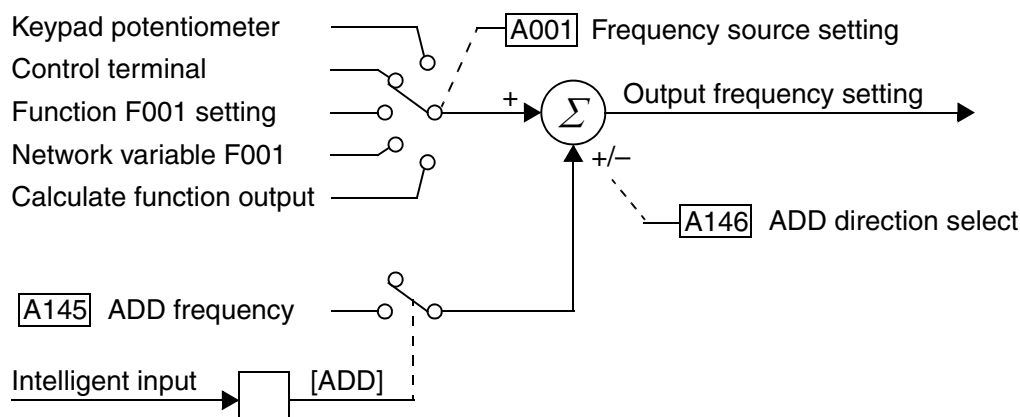 Keypad potentiometer
A001 Frequency source setting
Control terminal
Function F001 setting
+
Σ
Output frequency setting
Network variable F001
+/–
Calculate function output
A146 ADD direction select
A145 ADD frequency
Intelligent input
[ADD]